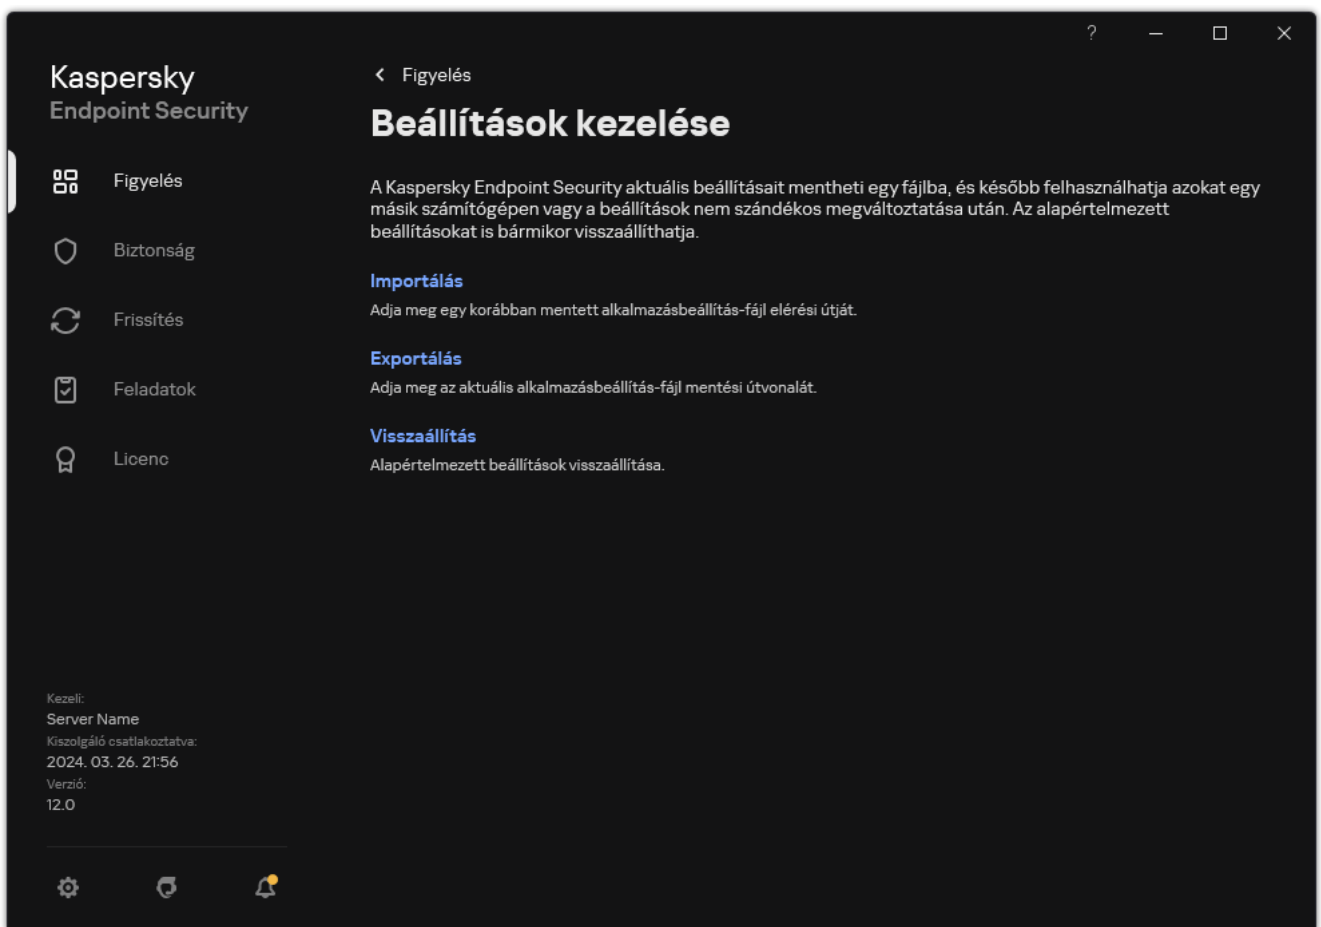 ?
Kaspersky
Endpoint Security
Figyelés
Biztonság
Frissítés
Feladatok
Licenc
Kezeli:
Server Name
Kiszolgáló csatlakoztatva:
2024. 03. 26. 21:56
Verzió:
12.0
Figyelés
Beállítások kezelése
A Kaspersky Endpoint Security aktuális beállításait mentheti egy fájlba, és később felhasználhatja azokat egy
másik számítógépen vagy a beállítások nem szándékos megváltoztatása után. Az alapértelmezett
beállításokat is bármikor visszaállíthatja.
Importálás
Adja meg egy korábban mentett alkalmazásbeállítás-fájl elérési útját.
Exportálás
Adja meg az aktuális alkalmazásbeállítás-fájl mentési útvonalát.
Visszaállítás
Alapértelmezett beállítások visszaállítása.